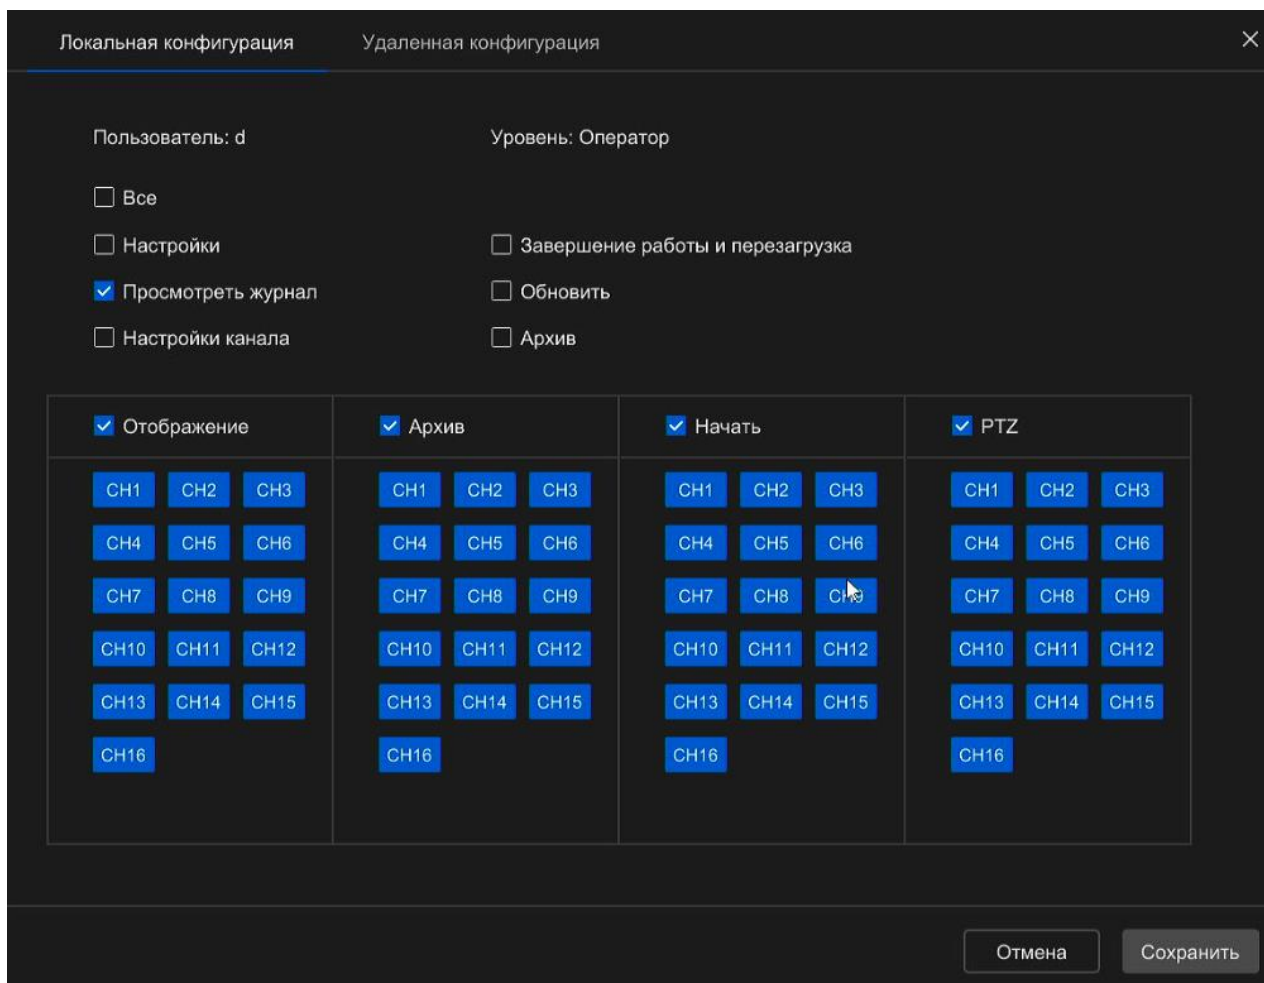 Локальная конфигурация Удаленная конфигурация
Пользователь: d Уровень: Оператор
Все
Настройки Завершение работы и перезагрузка
Просмотреть журнал Обновить
Настройки канала Архив
Отображение Архив Начать PTZ
CH1 CH2 CH3 CH1 CH2 CH3 CH1 CH2 CH3 CH1 CH2 CH3
CH4 CH5 CH6 CH4 CH5 CH6 CH4 CH5 CH6 CH4 CH5 CH6
CH7 CH8 CH9 CH7 CH8 CH9 CH7 CH8 CH9 CH7 CH8 CH9
CH10 CH11 CH12 CH10 CH11 CH12 CH10 CH11 CH12 CH10 CH11 CH12
CH13 CH14 CH15 CH13 CH14 CH15 CH13 CH14 CH15 CH13 CH14 CH15
CH16 CH16 CH16 CH16
Отмена Сохранить